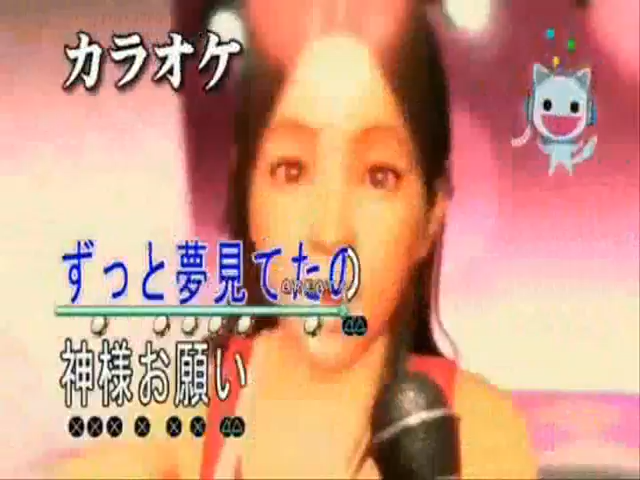 カラオケ
ずっと夢見てたの
神様お願い